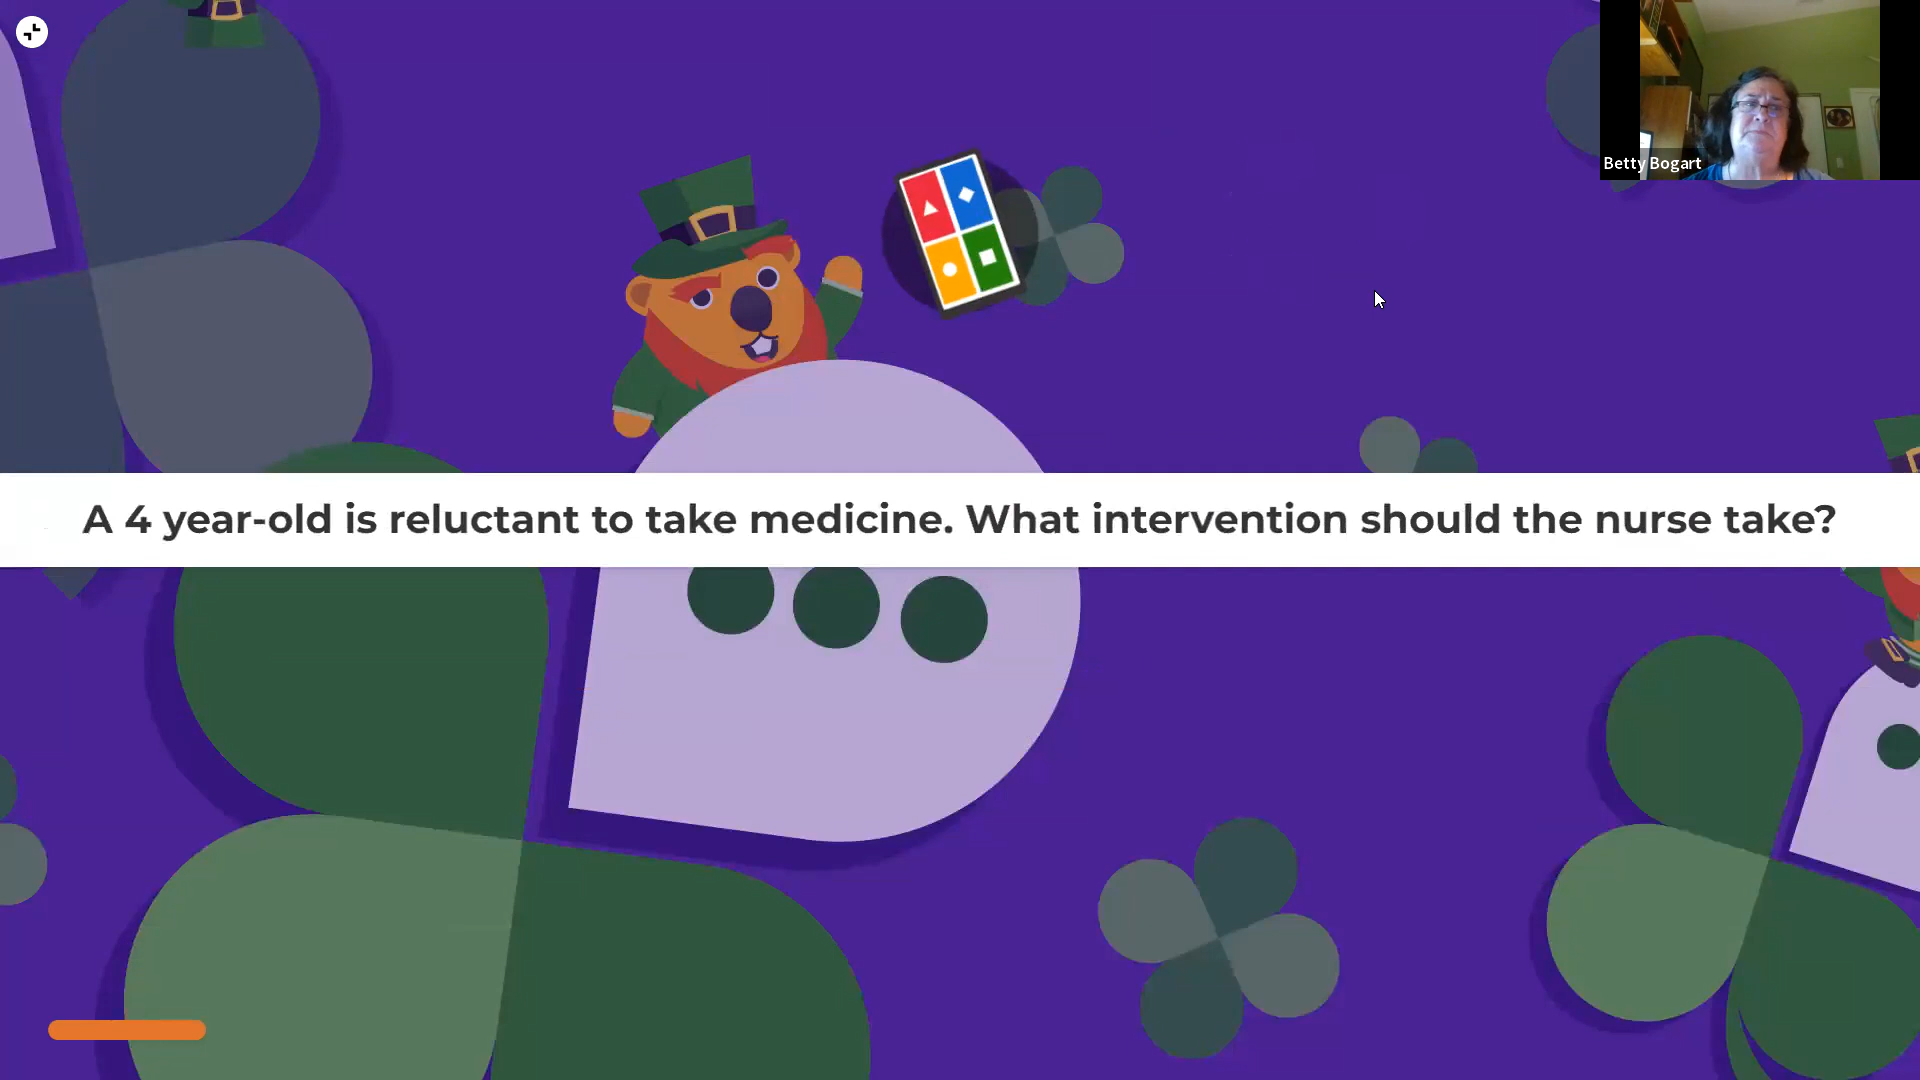 Betty Bogart
A 4 year-old is reluctant to take medicine. What intervention should the nurse take?